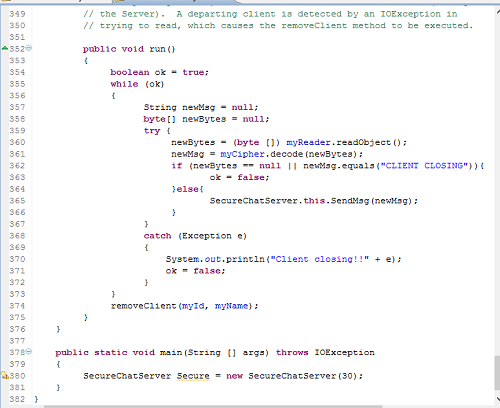 349 // the Server). A departing client is detected by an IOException in
350 // trying to read, which causes the removeClient method to be executed.
351
352 public void run()
353 {
354 boolean ok = true;
355 while (ok)
356 {
357 String newMsg = null;
358 byte[] newBytes = null;
359 try {
360 newBytes = (byte []) myReader.readObject();
361 newMsg = myCipher.decode(newBytes);
362 if (newBytes == null || newMsg.equals("CLIENT CLOSING")){
363 ok = false;
364 }else{
365 SecureChatServer.this.SendMsg(newMsg);
366 }
367 }
368 catch (Exception e)
369 {
370 System.out.println("Client closing!!" + e);
371 ok = false;
372 }
373 }
374 removeClient(myId, myName);
375 }
376 }
377
378 public static void main(String [] args) throws IOException
379 {
380 SecureChatServer Secure = new SecureChatServer(30);
381 }
382 }